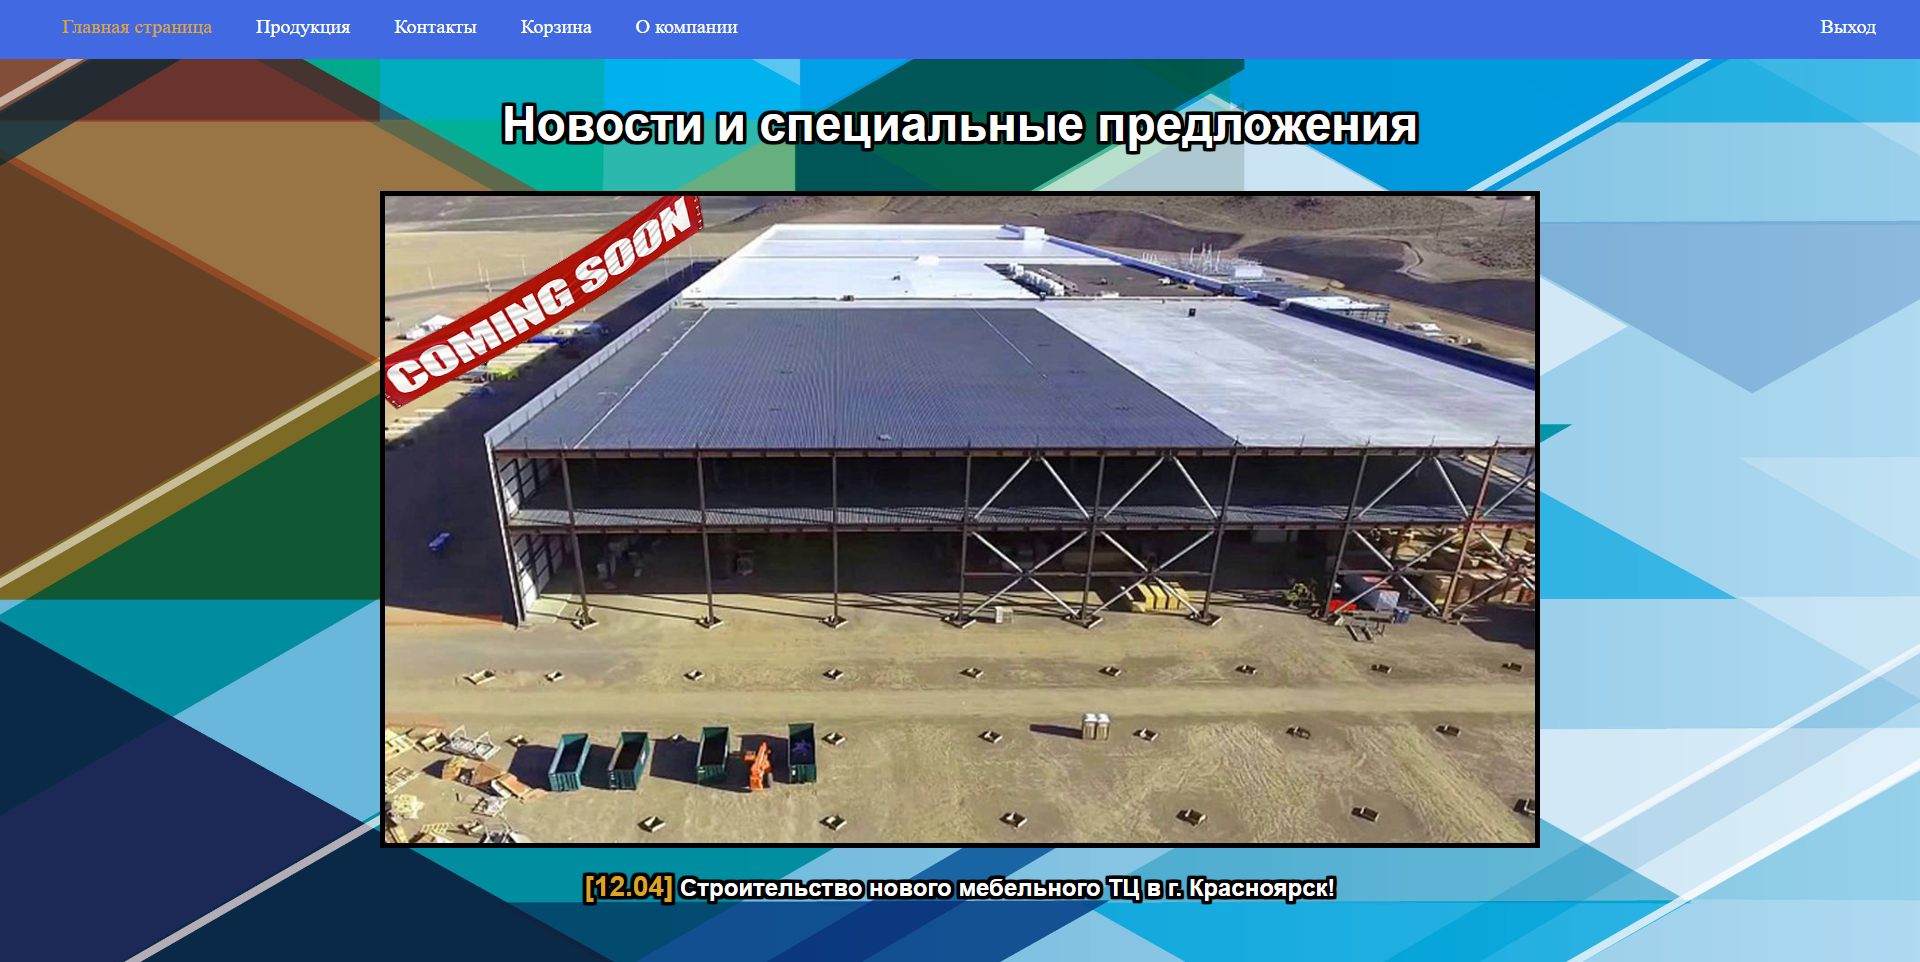 Главная страница Продукция Контакты Корзина О компании Выход
Новости и специальные предложения
COMING SOON
[12.04] Строительство нового мебельного ТЦ в г. Красноярск!